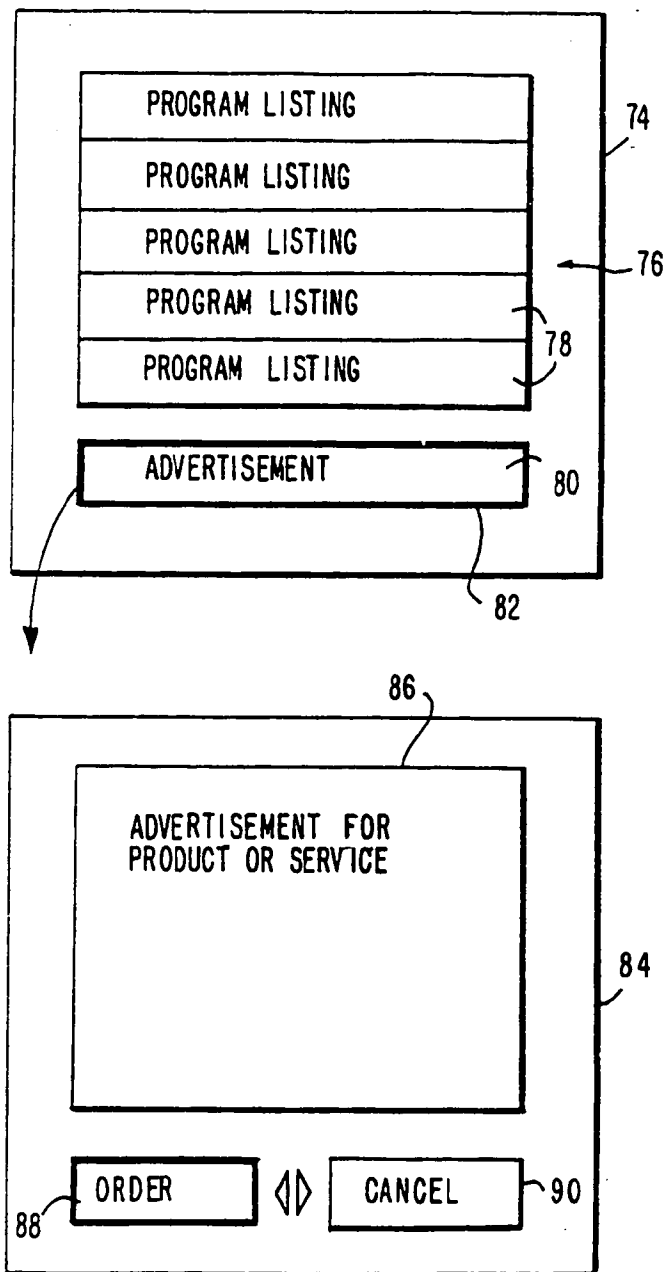 PROGRAM LISTING
74
PROGRAM LISTING
PROGRAM LISTING
76
PROGRAM LISTING
78
PROGRAM LISTING
ADVERTISEMENT
80
82
86
ADVERTISEMENT FOR
PRODUCT OR SERVICE
84
ORDER
CANCEL
90
88